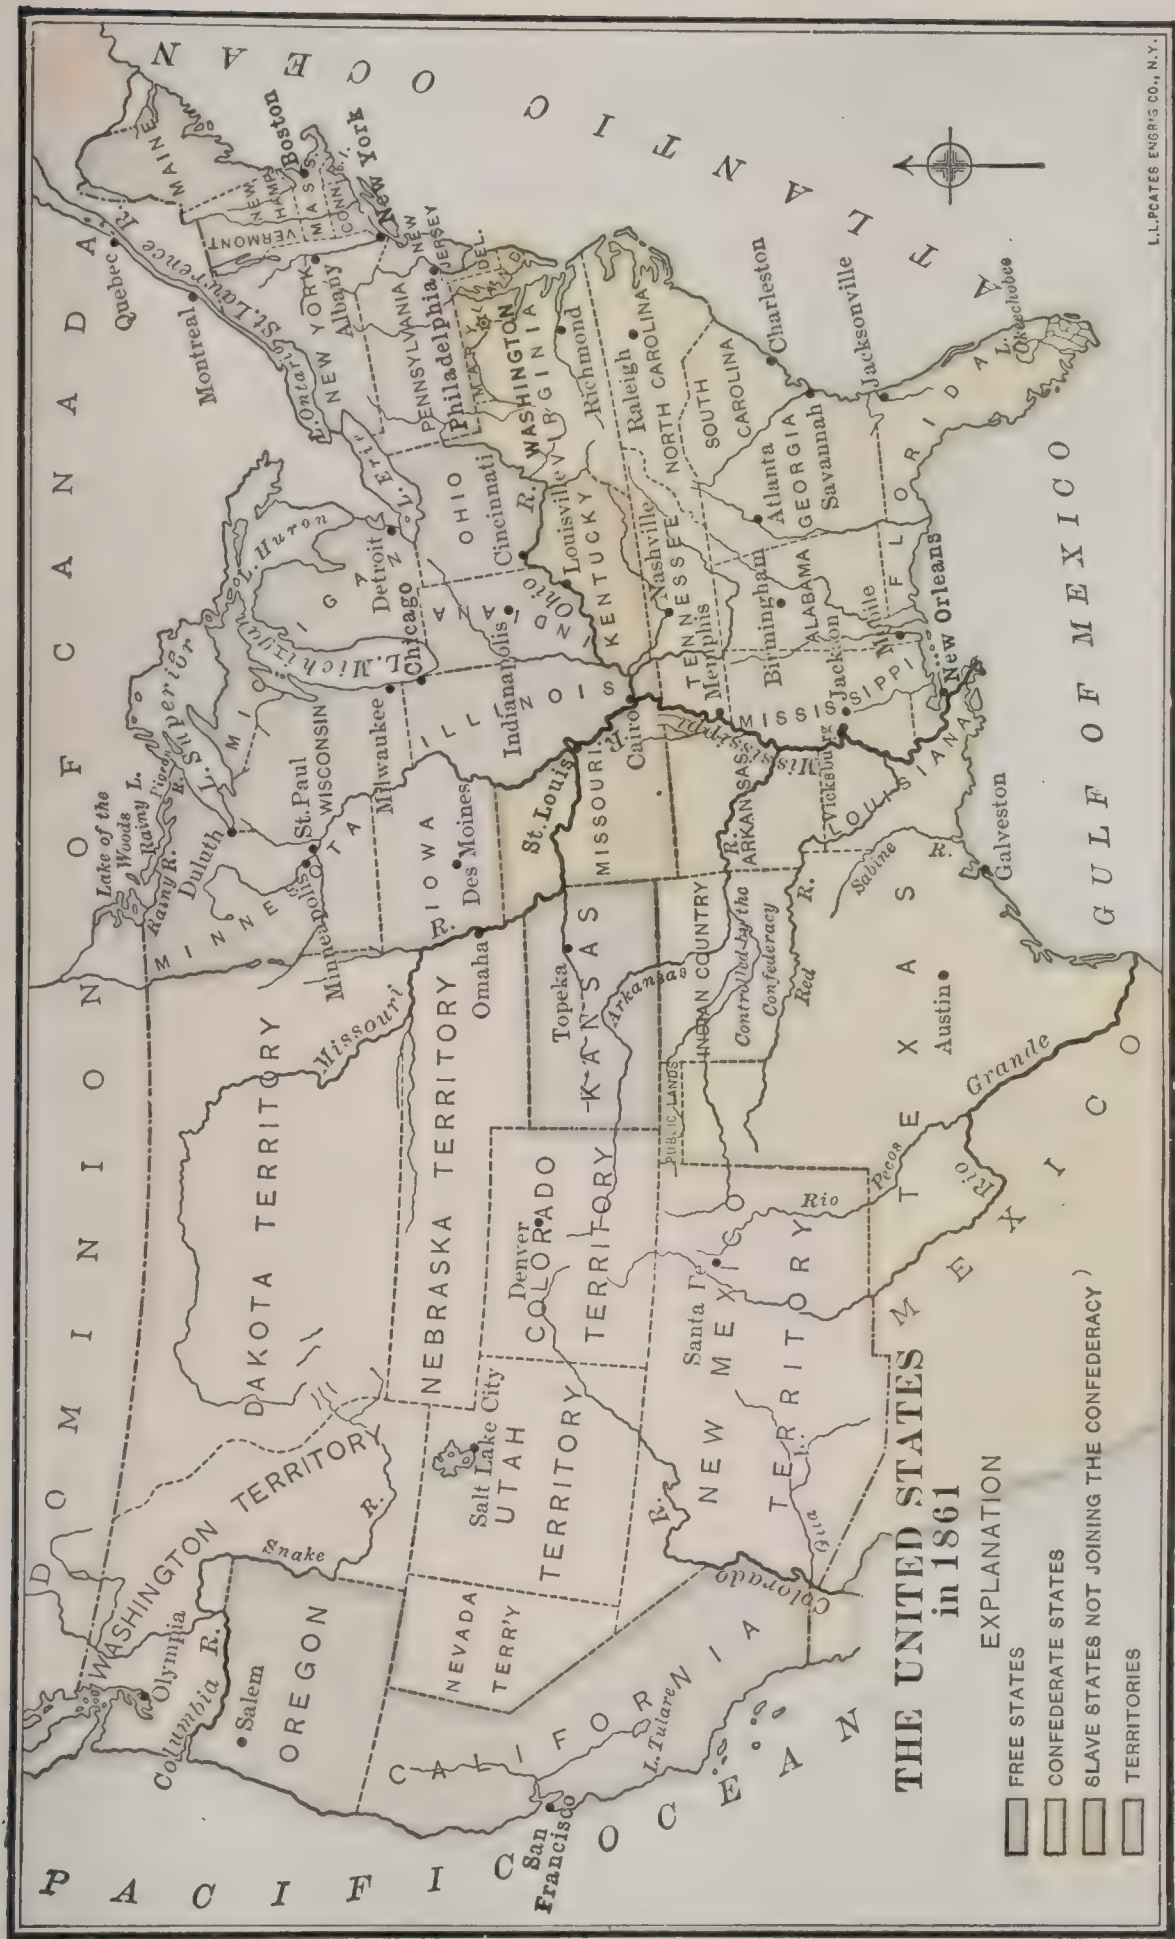 DOMINION OF CANADA
PACIFIC OCEAN
ATLANTIC OCEAN
GULF OF MEXICO
MEXICO
WASHINGTON TERRITORY
Olympia
Columbia R.
Salem
OREGON
Snake R.
CALIFORNIA
San Francisco
L. Tulare
NEVADA TERR'Y
UTAH TERRITORY
Salt Lake City
DAKOTA TERRITORY
Missouri R.
NEBRASKA TERRITORY
Omaha
COLORADO TERRITORY
Denver
KANSAS
Topeka
Arkansas R.
NEW MEXICO TERRITORY
Santa Fe
Colorado R.
Gila
Rio Grande
Rio Pecos
PUBLIC LANDS
INDIAN COUNTRY
Controlled by the
Confederacy
Red R.
TEXAS
Austin
Galveston
Sabine R.
MINNESOTA
Minneapolis
St. Paul
Duluth
Lake of the Woods
Rainy L.
Rainy R.
Pigeon R.
L. Superior
WISCONSIN
Milwaukee
MICHIGAN
L. Michigan
L. Huron
Detroit
L. Erie
L. Ontario
IOWA
Des Moines
ILLINOIS
Chicago
Cairo
INDIANA
Indianapolis
OHIO
Cincinnati
Ohio R.
MISSOURI
St. Louis
Mississippi R.
ARKANSAS
LOUISIANA
New Orleans
MISSISSIPPI
Vicksburg
Jackson
KENTUCKY
Louisville
TENNESSEE
Nashville
Memphis
ALABAMA
Birmingham
Mobile
GEORGIA
Atlanta
Savannah
FLORIDA
Jacksonville
L. Okeechobee
SOUTH CAROLINA
Charleston
NORTH CAROLINA
Raleigh
VIRGINIA
Richmond
WASHINGTON
MARYLAND
DEL.
PENNSYLVANIA
Philadelphia
NEW JERSEY
NEW YORK
Albany
New York
CONN.
R.I.
MASS.
Boston
VERMONT
NEW HAMP.
MAINE
St. Lawrence R.
Quebec
Montreal
THE UNITED STATES
in 1861
EXPLANATION
FREE STATES
CONFEDERATE STATES
SLAVE STATES NOT JOINING THE CONFEDERACY
TERRITORIES
L.L.POATES ENGR'G CO., N.Y.